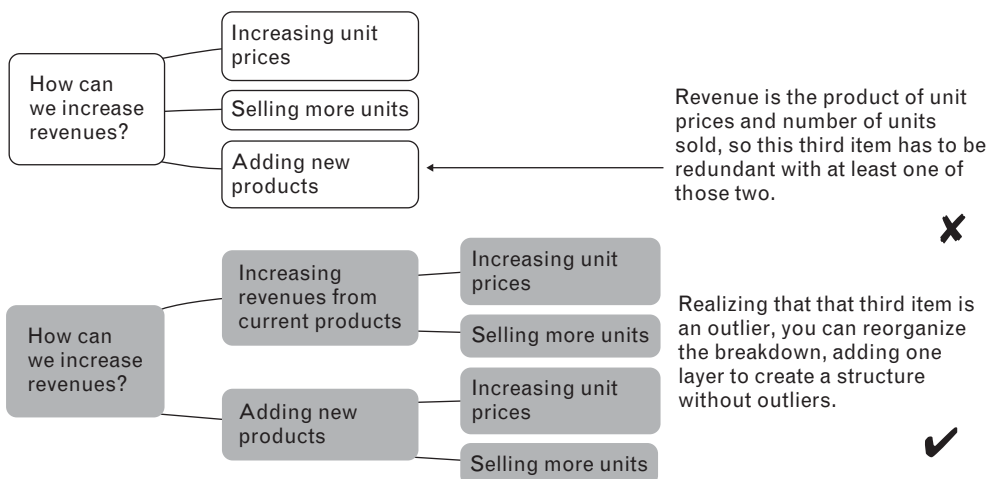 Increasing unit
prices
How can
we increase
revenues?
Selling more units
Adding new
products
Revenue is the product of unit
prices and number of units
sold, so this third item has to be
redundant with at least one of
those two.
✘
How can
we increase
revenues?
Increasing
revenues from
current products
Increasing unit
prices
Selling more units
Adding new
products
Increasing unit
prices
Selling more units
Realizing that that third item is
an outlier, you can reorganize
the breakdown, adding one
layer to create a structure
without outliers.
✔